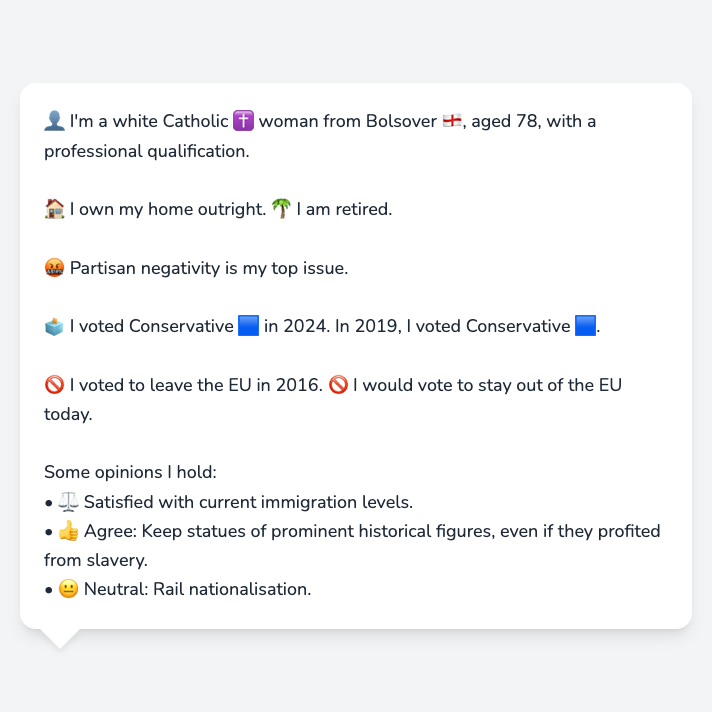 👤 I'm a white Catholic ✝️ woman from Bolsover 🏴󠁧󠁢󠁥󠁮󠁧󠁿, aged 78, with a
professional qualification.
🏠 I own my home outright. 🌴 I am retired.
🤬 Partisan negativity is my top issue.
🗳️ I voted Conservative 🟦 in 2024. In 2019, I voted Conservative 🟦.
🚫 I voted to leave the EU in 2016. 🚫 I would vote to stay out of the EU
today.
Some opinions I hold:
• ⚖️ Satisfied with current immigration levels.
• 👍 Agree: Keep statues of prominent historical figures, even if they profited
from slavery.
• 😐 Neutral: Rail nationalisation.